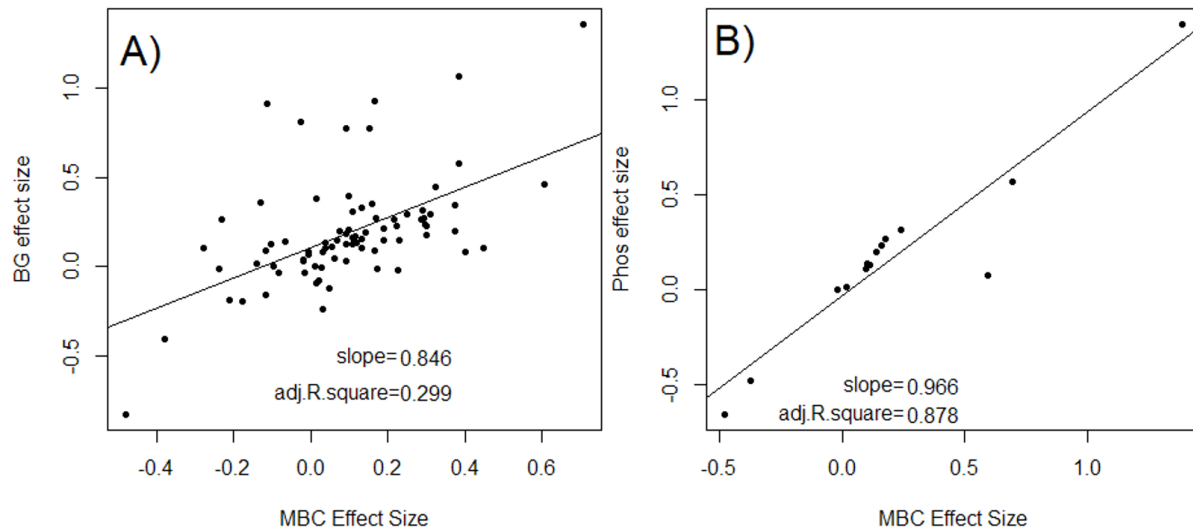 A)
BG effect size
1.0
0.5
0.0
-0.5
slope=0.846
adj.R.square=0.299
-0.4 -0.2 0.0 0.2 0.4 0.6
MBC Effect Size
B)
Phos effect size
1.0
0.5
0.0
-0.5
slope=0.966
adj.R.square=0.878
-0.5 0.0 0.5 1.0
MBC Effect Size